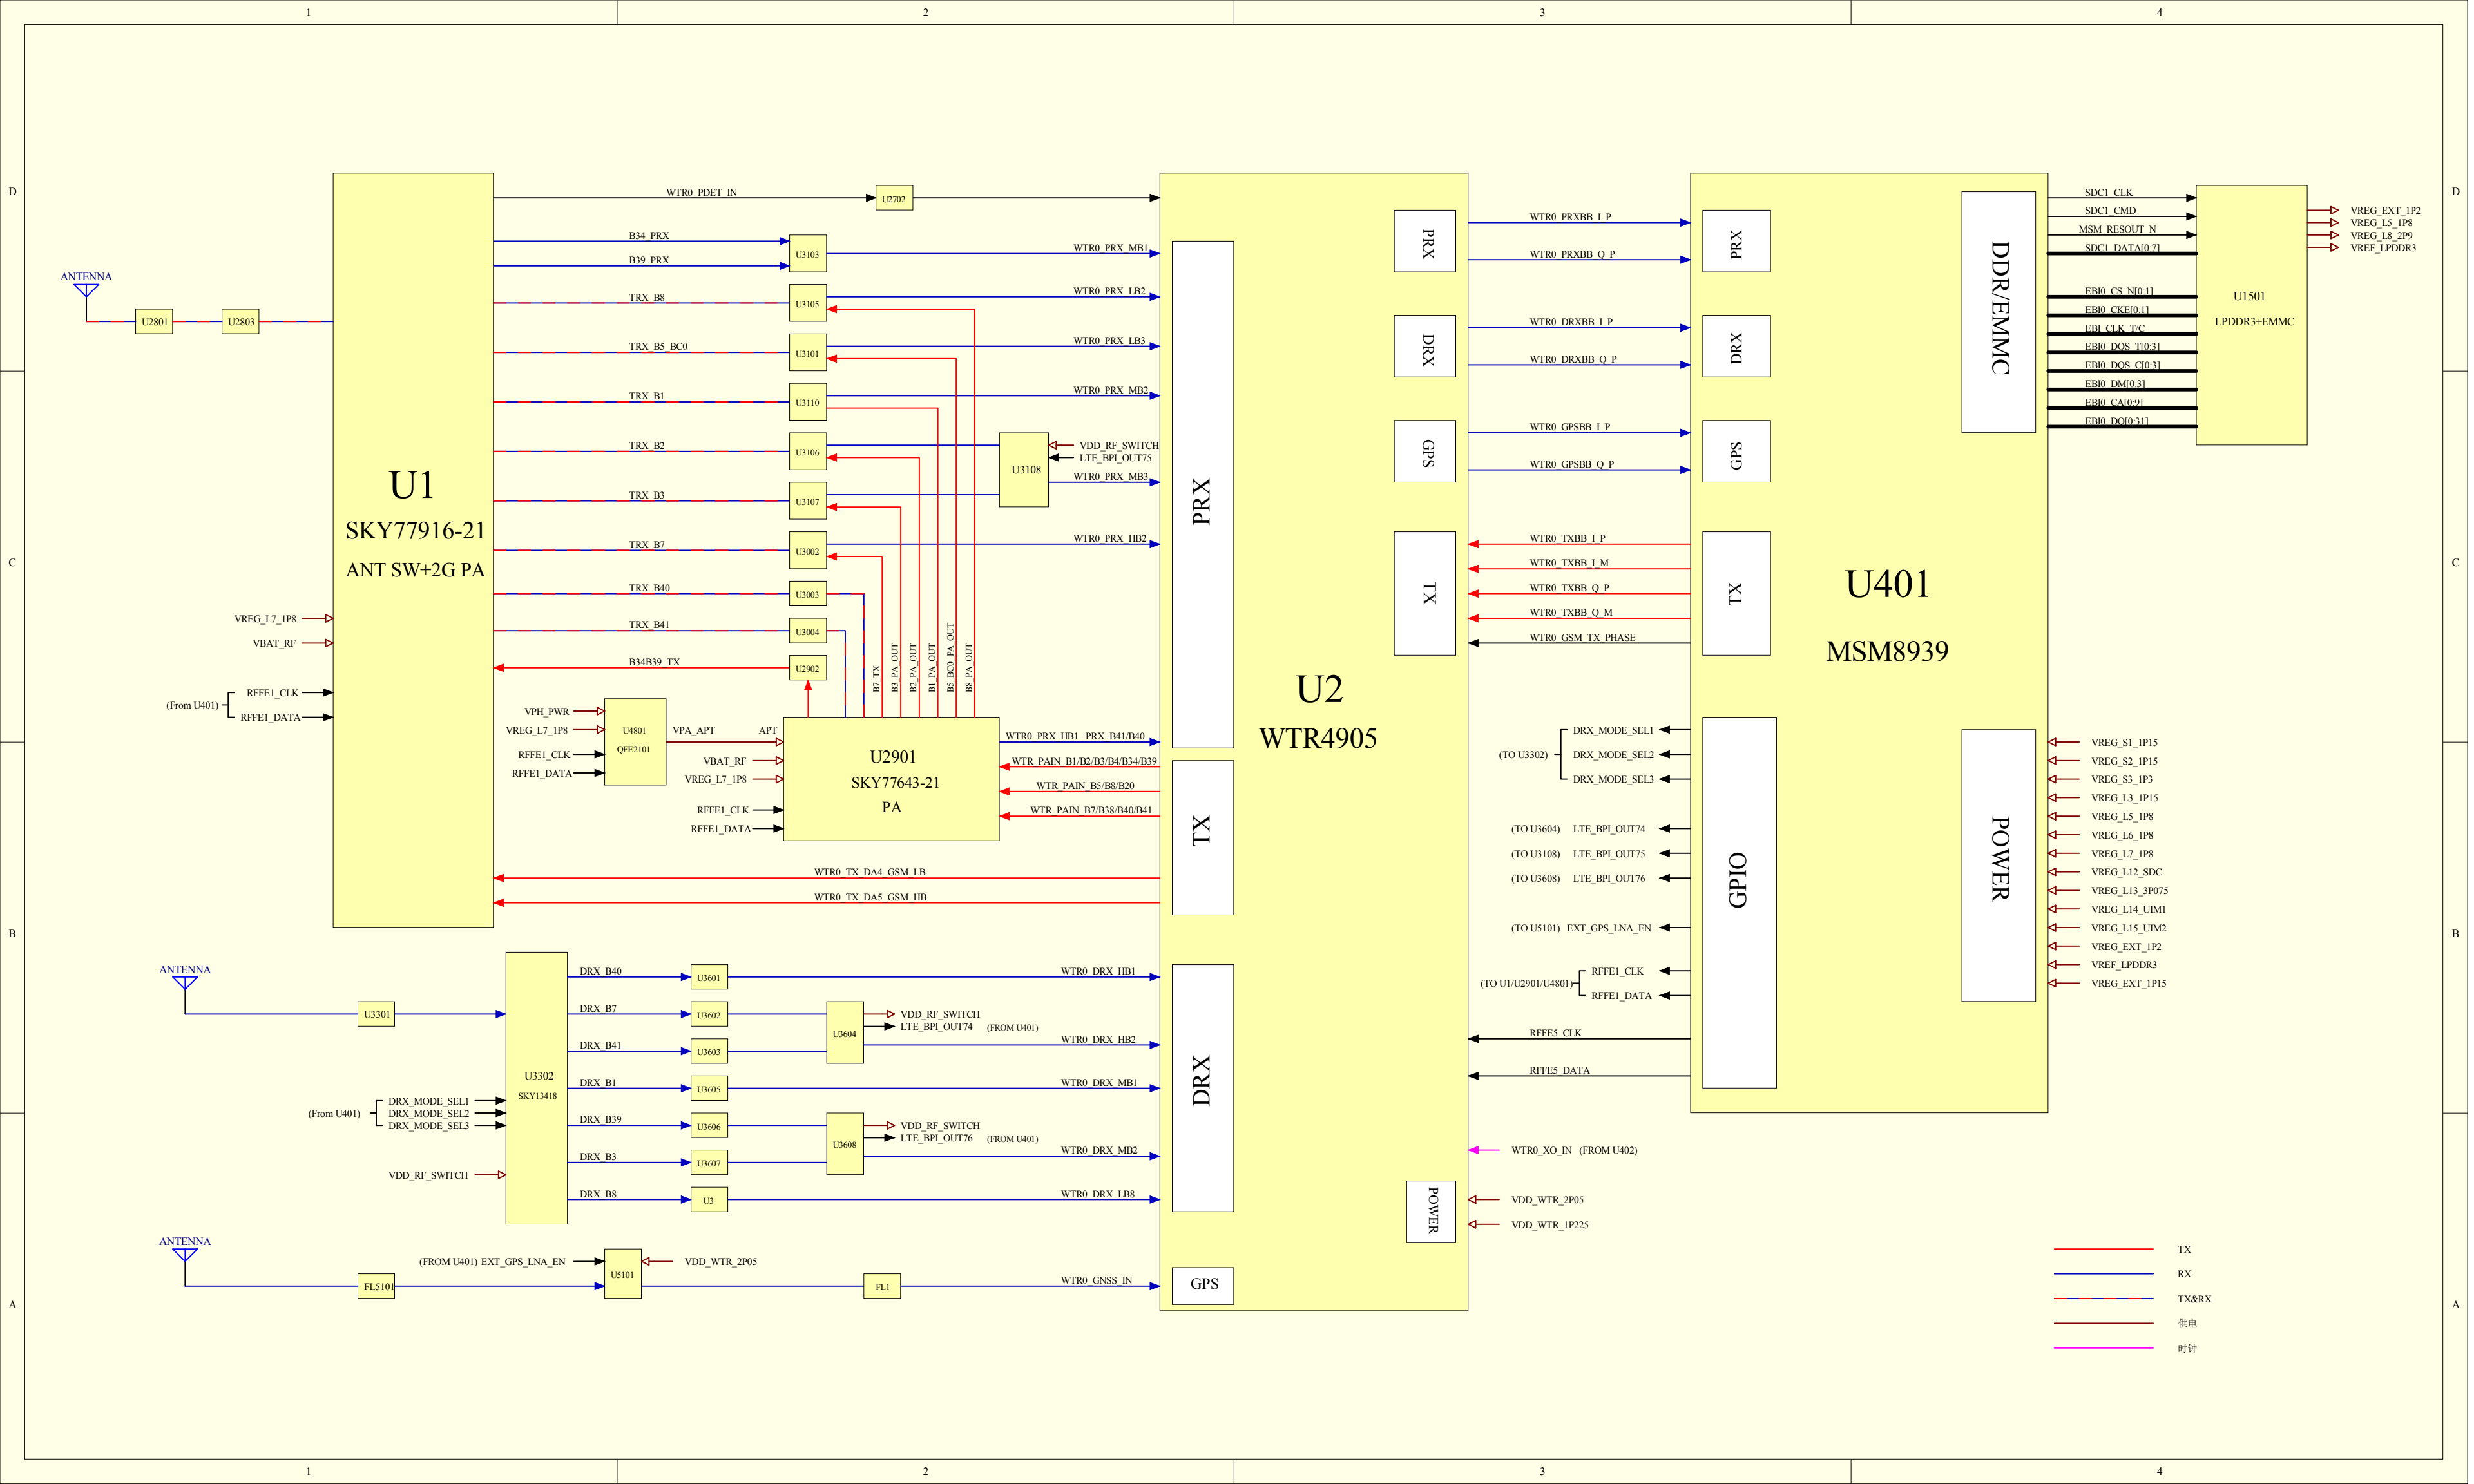 1 2 3 4
D
D
ANTENNA
U2801
U2803
U1
SKY77916-21
ANT SW+2G PA
VREG_L7_1P8
VBAT_RF
(From U401)
RFFE1_CLK
RFFE1_DATA
WTR0_PDET_IN
U2702
B34_PRX
B39_PRX
U3103
WTR0_PRX_MB1
TRX_B8
U3105
WTR0_PRX_LB2
TRX_B5_BC0
U3101
WTR0_PRX_LB3
TRX_B1
U3110
WTR0_PRX_MB2
TRX_B2
U3106
U3108
VDD_RF_SWITCH
LTE_BPI_OUT75
WTR0_PRX_MB3
TRX_B3
U3107
TRX_B7
U3002
WTR0_PRX_HB2
TRX_B40
U3003
TRX_B41
U3004
B34B39_TX
U2902
B7_TX
B3_PA_OUT
B2_PA_OUT
B1_PA_OUT
B5_BC0_PA_OUT
B8_PA_OUT
VPH_PWR
VREG_L7_1P8
RFFE1_CLK
RFFE1_DATA
U4801
QFE2101
VPA_APT
APT
VBAT_RF
VREG_L7_1P8
RFFE1_CLK
RFFE1_DATA
U2901
SKY77643-21
PA
WTR0_PRX_HB1 PRX_B41/B40
WTR_PAIN_B1/B2/B3/B4/B34/B39
WTR_PAIN_B5/B8/B20
WTR_PAIN_B7/B38/B40/B41
WTR0_TX_DA4_GSM_LB
WTR0_TX_DA5_GSM_HB
PRX
TX
DRX
GPS
U2
WTR4905
PRX
DRX
GPS
TX
POWER
WTR0_PRXBB_I_P
WTR0_PRXBB_Q_P
WTR0_DRXBB_I_P
WTR0_DRXBB_Q_P
WTR0_GPSBB_I_P
WTR0_GPSBB_Q_P
WTR0_TXBB_I_P
WTR0_TXBB_I_M
WTR0_TXBB_Q_P
WTR0_TXBB_Q_M
WTR0_GSM_TX_PHASE
(TO U3302)
DRX_MODE_SEL1
DRX_MODE_SEL2
DRX_MODE_SEL3
(TO U3604) LTE_BPI_OUT74
(TO U3108) LTE_BPI_OUT75
(TO U3608) LTE_BPI_OUT76
(TO U5101) EXT_GPS_LNA_EN
(TO U1/U2901/U4801)
RFFE1_CLK
RFFE1_DATA
RFFE5_CLK
RFFE5_DATA
WTR0_XO_IN (FROM U402)
VDD_WTR_2P05
VDD_WTR_1P225
PRX
DRX
GPS
TX
GPIO
U401
MSM8939
DDR/EMMC
POWER
SDC1_CLK
SDC1_CMD
MSM_RESOUT_N
SDC1_DATA[0:7]
EBI0_CS_N[0:1]
EBI0_CKE[0:1]
EBI_CLK_T/C
EBI0_DQS_T[0:3]
EBI0_DQS_C[0:3]
EBI0_DM[0:3]
EBI0_CA[0:9]
EBI0_DQ[0:31]
U1501
LPDDR3+EMMC
VREG_EXT_1P2
VREG_L5_1P8
VREG_L8_2P9
VREF_LPDDR3
VREG_S1_1P15
VREG_S2_1P15
VREG_S3_1P3
VREG_L3_1P15
VREG_L5_1P8
VREG_L6_1P8
VREG_L7_1P8
VREG_L12_SDC
VREG_L13_3P075
VREG_L14_UIM1
VREG_L15_UIM2
VREG_EXT_1P2
VREF_LPDDR3
VREG_EXT_1P15
C
C
B
B
ANTENNA
U3301
U3302
SKY13418
(From U401)
DRX_MODE_SEL1
DRX_MODE_SEL2
DRX_MODE_SEL3
VDD_RF_SWITCH
DRX_B40
U3601
WTR0_DRX_HB1
DRX_B7
U3602
U3604
VDD_RF_SWITCH
LTE_BPI_OUT74 (FROM U401)
DRX_B41
U3603
WTR0_DRX_HB2
DRX_B1
U3605
WTR0_DRX_MB1
DRX_B39
U3606
U3608
VDD_RF_SWITCH
LTE_BPI_OUT76 (FROM U401)
DRX_B3
U3607
WTR0_DRX_MB2
DRX_B8
U3
WTR0_DRX_LB8
ANTENNA
FL5101
(FROM U401) EXT_GPS_LNA_EN
U5101
VDD_WTR_2P05
FL1
WTR0_GNSS_IN
TX
RX
TX&RX
供电
时钟
A
A
1 2 3 4